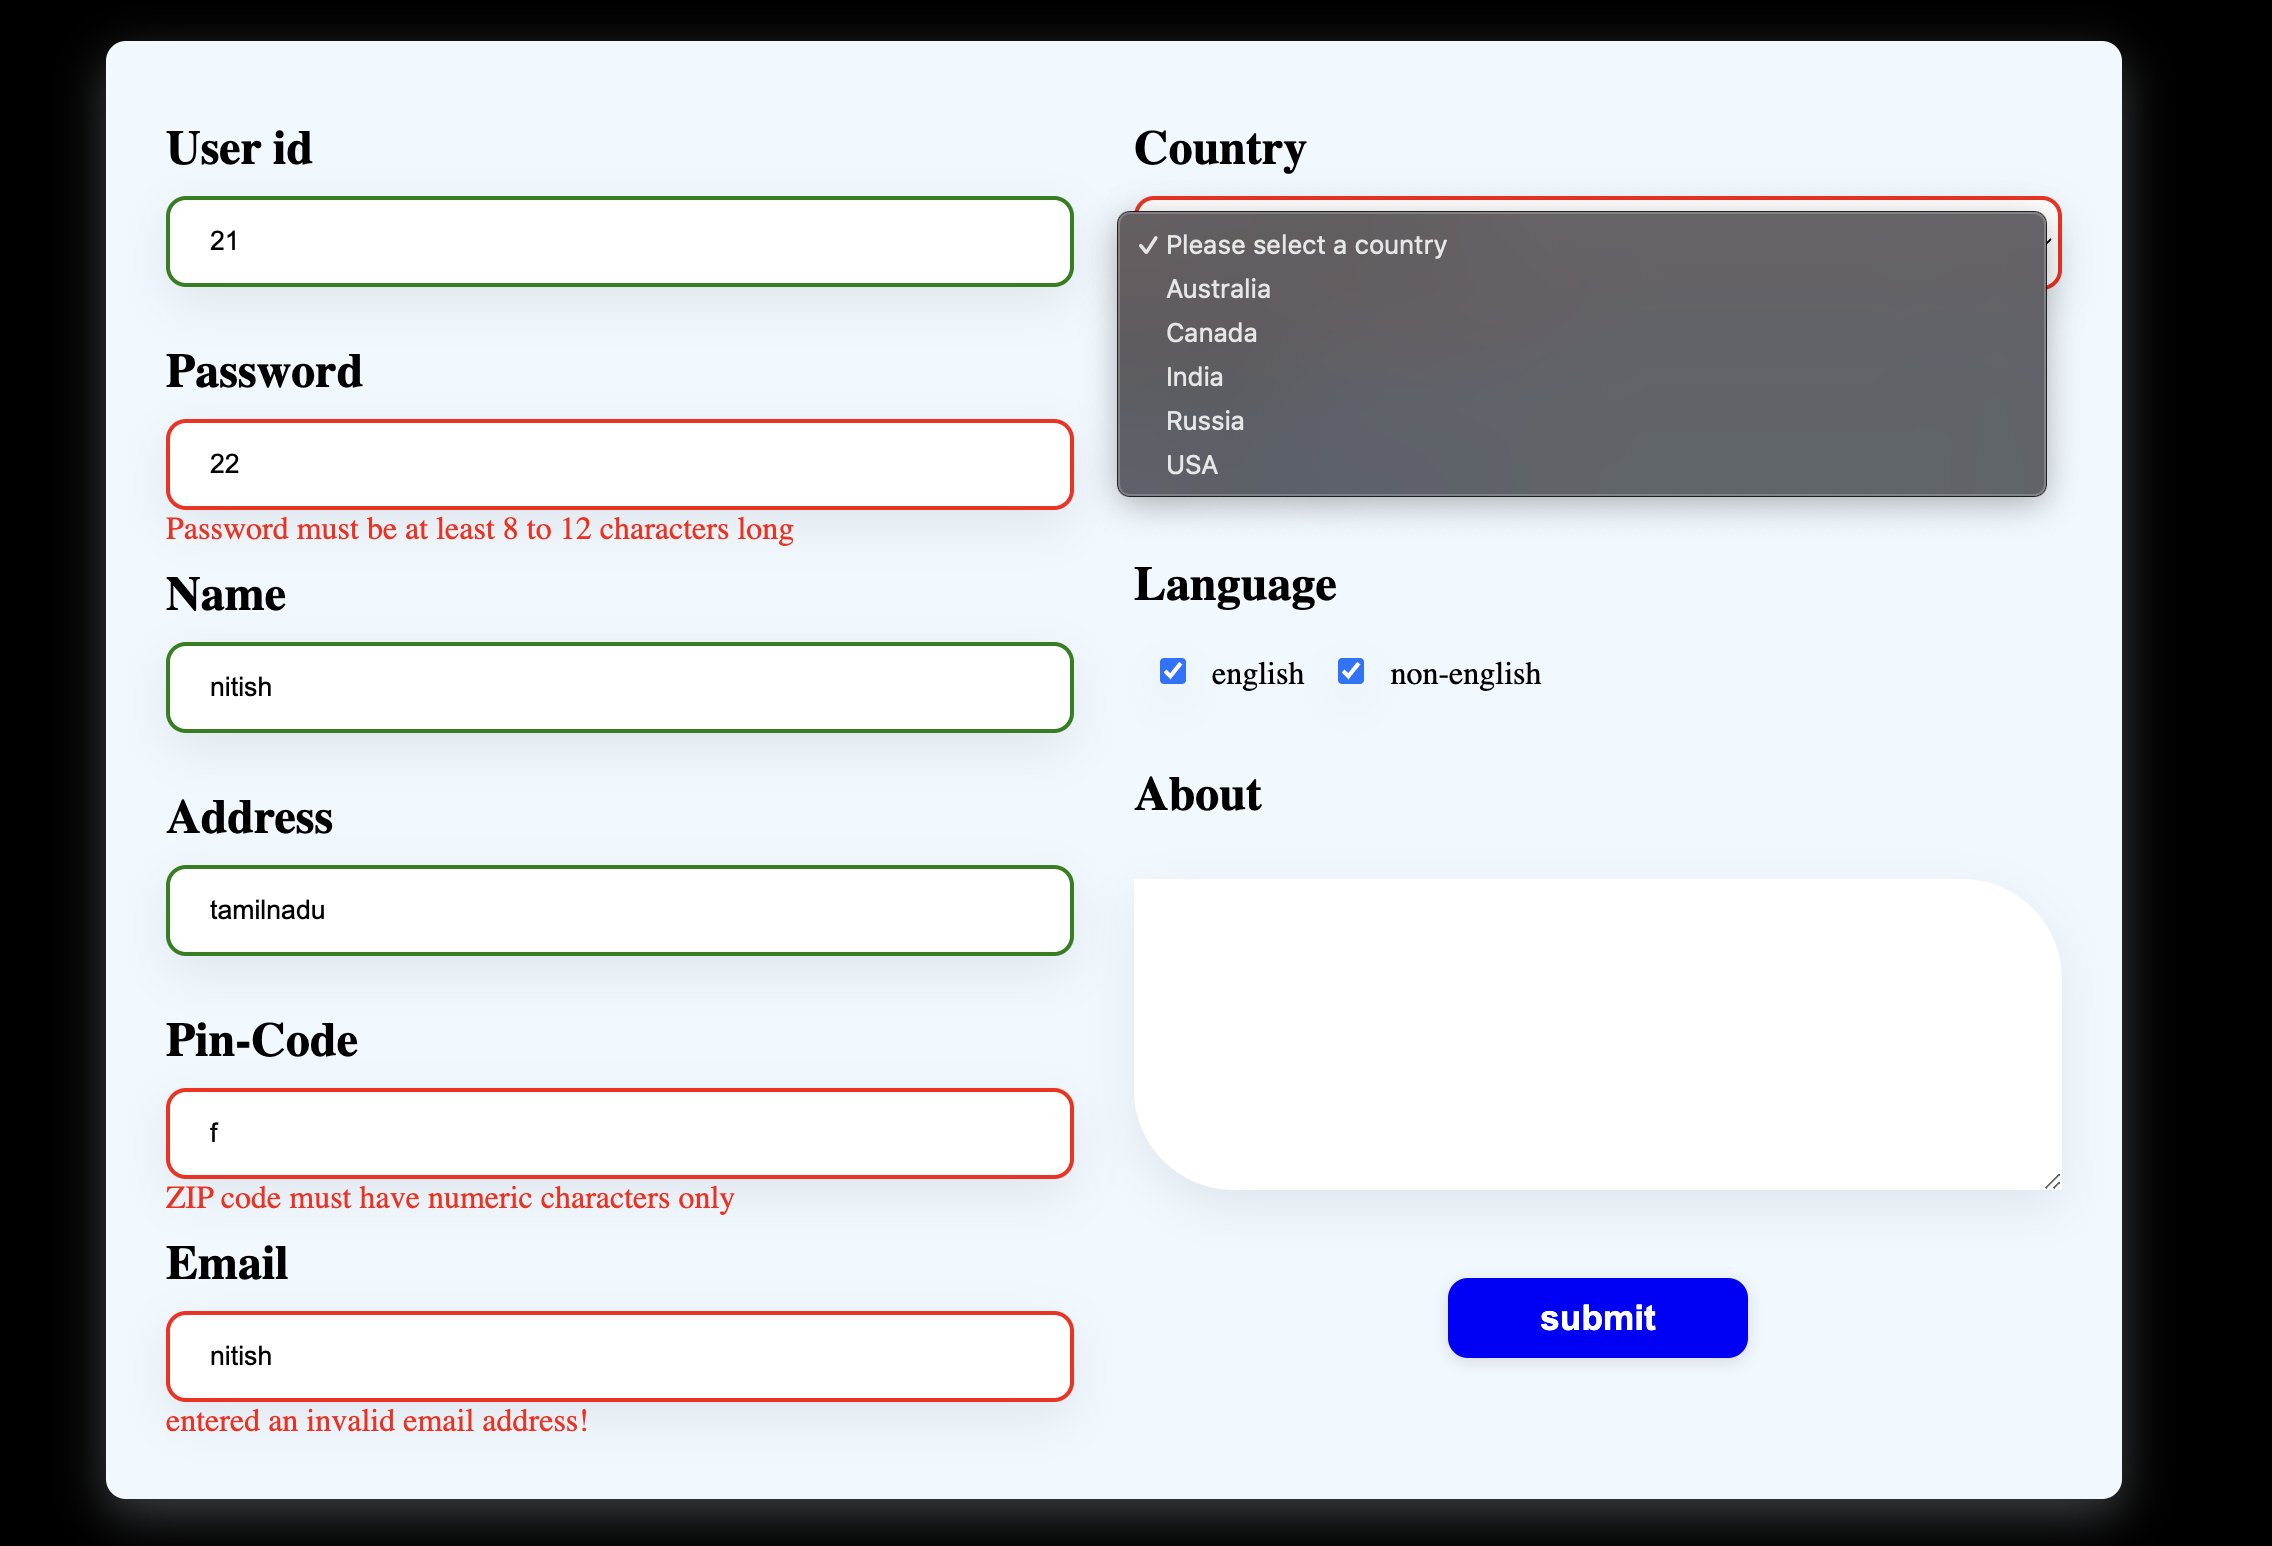 User id
21
Password
22
Password must be at least 8 to 12 characters long
Name
nitish
Address
tamilnadu
Pin-Code
f
ZIP code must have numeric characters only
Email
nitish
entered an invalid email address!
Country
✓ Please select a country
Australia
Canada
India
Russia
USA
Language
english non-english
About
submit